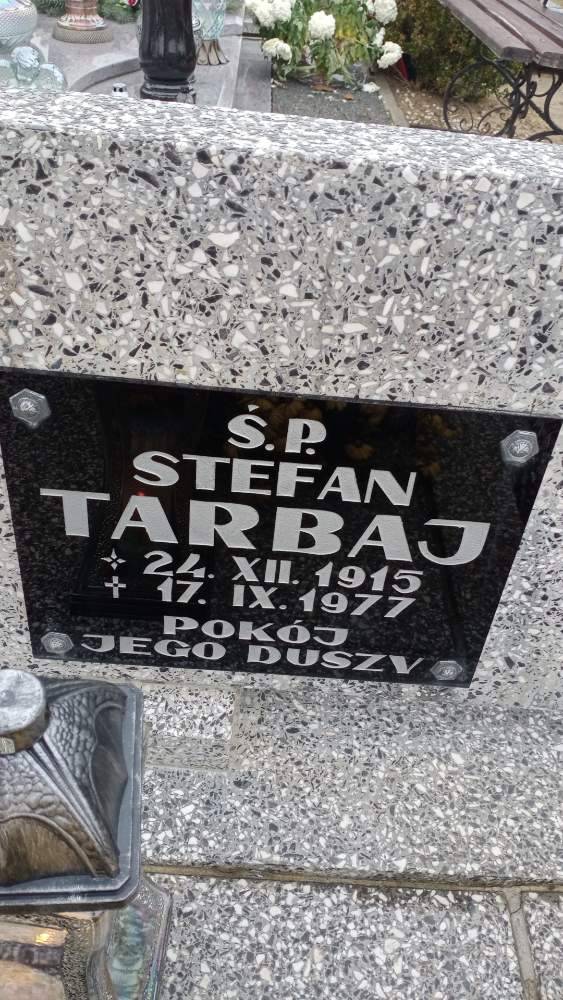 Ś.P.
STEFAN
TARBAJ
24. XII. 1915
17. IX. 1977
POKÓJ
JEGO DUSZY